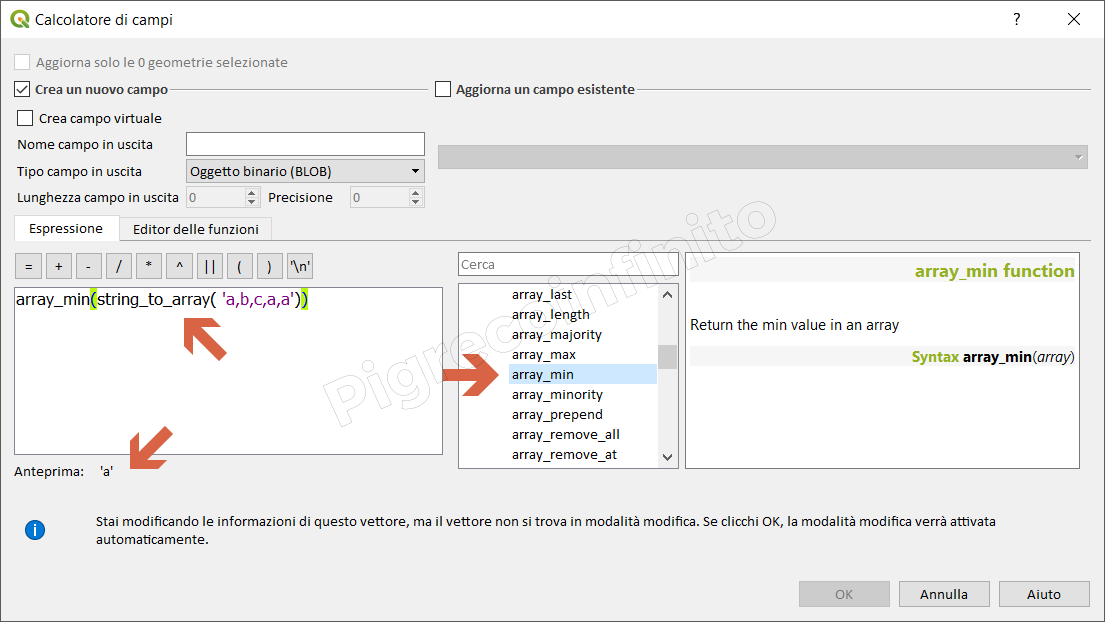 Calcolatore di campi
?
Aggiorna solo le 0 geometrie selezionate
Crea un nuovo campo
Aggiorna un campo esistente
Crea campo virtuale
Nome campo in uscita
Tipo campo in uscita
Oggetto binario (BLOB)
Lunghezza campo in uscita
0
Precisione
0
Espressione
Editor delle funzioni
= + - / * ^ || ( ) '\n'
array_min(string_to_array( 'a,b,c,a,a'))
Anteprima: 'a'
Cerca
array_last
array_length
array_majority
array_max
array_min
array_minority
array_prepend
array_remove_all
array_remove_at
array_min function
Return the min value in an array
Syntax array_min(array)
Pigrecoinfinito
Stai modificando le informazioni di questo vettore, ma il vettore non si trova in modalità modifica. Se clicchi OK, la modalità modifica verrà attivata
automaticamente.
OK
Annulla
Aiuto